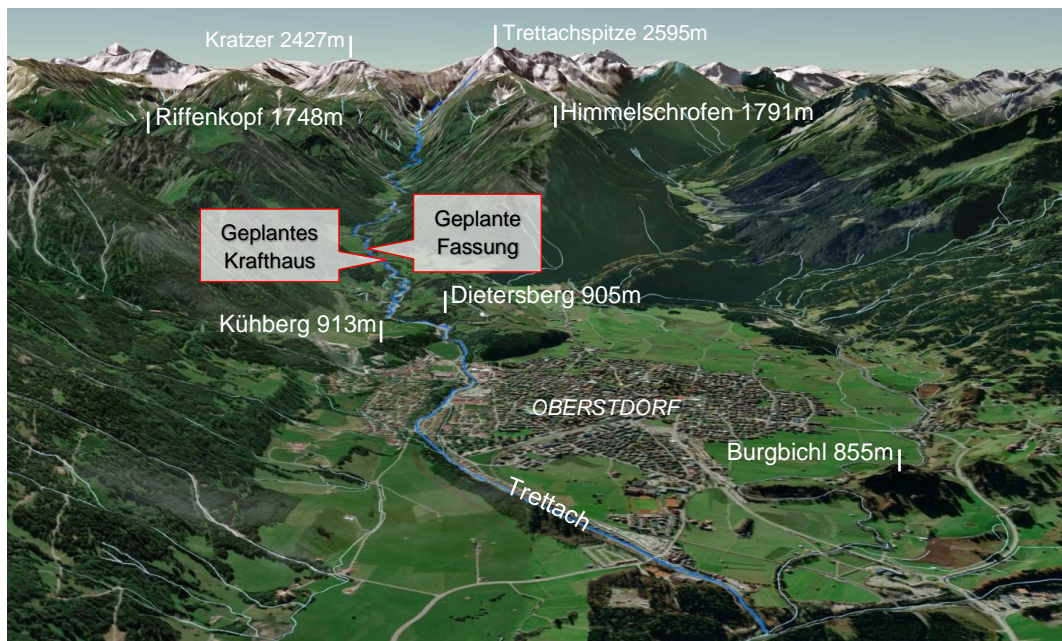 Kratzer 2427m
Trettachspitze 2595m
Riffenkopf 1748m
Himmelschrofen 1791m
Geplantes
Krafthaus
Geplante
Fassung
Dietersberg 905m
Kühberg 913m
OBERSTDORF
Burgbichl 855m
Trettach